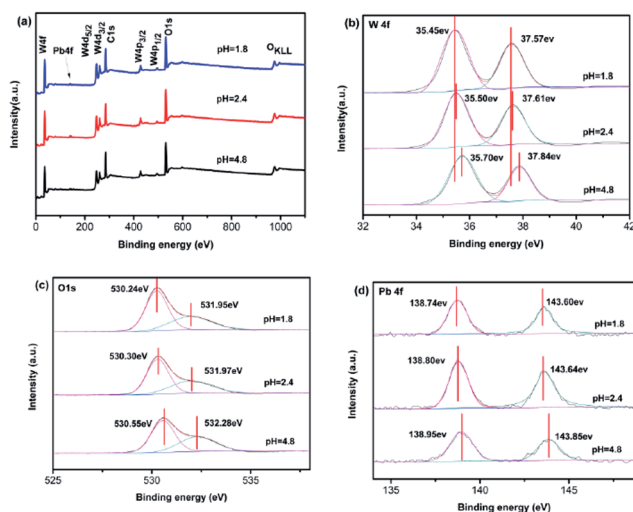 (a)
W4f
Pb4f
W4d5/2
W4d3/2
C1s
W4p3/2
W4p1/2
O1s
OKLL
pH=1.8
pH=2.4
pH=4.8
Intensity(a.u.)
0 200 400 600 800 1000
Binding energy (eV)
(b) W 4f
35.45ev 37.57ev
pH=1.8
35.50ev 37.61ev
pH=2.4
35.70ev 37.84ev
pH=4.8
Intensity(a.u.)
32 34 36 38 40 42
Binding energy (eV)
(c) O1s
530.24eV 531.95eV
pH=1.8
530.30eV 531.97eV
pH=2.4
530.55eV 532.28eV
pH=4.8
Intensity (a.u.)
525 530 535
Binding energy (eV)
(d) Pb 4f
138.74ev 143.60ev
pH=1.8
138.80ev 143.64ev
pH=2.4
138.95ev 143.85ev
pH=4.8
Intensity (a.u.)
135 140 145
Binding energy (eV)